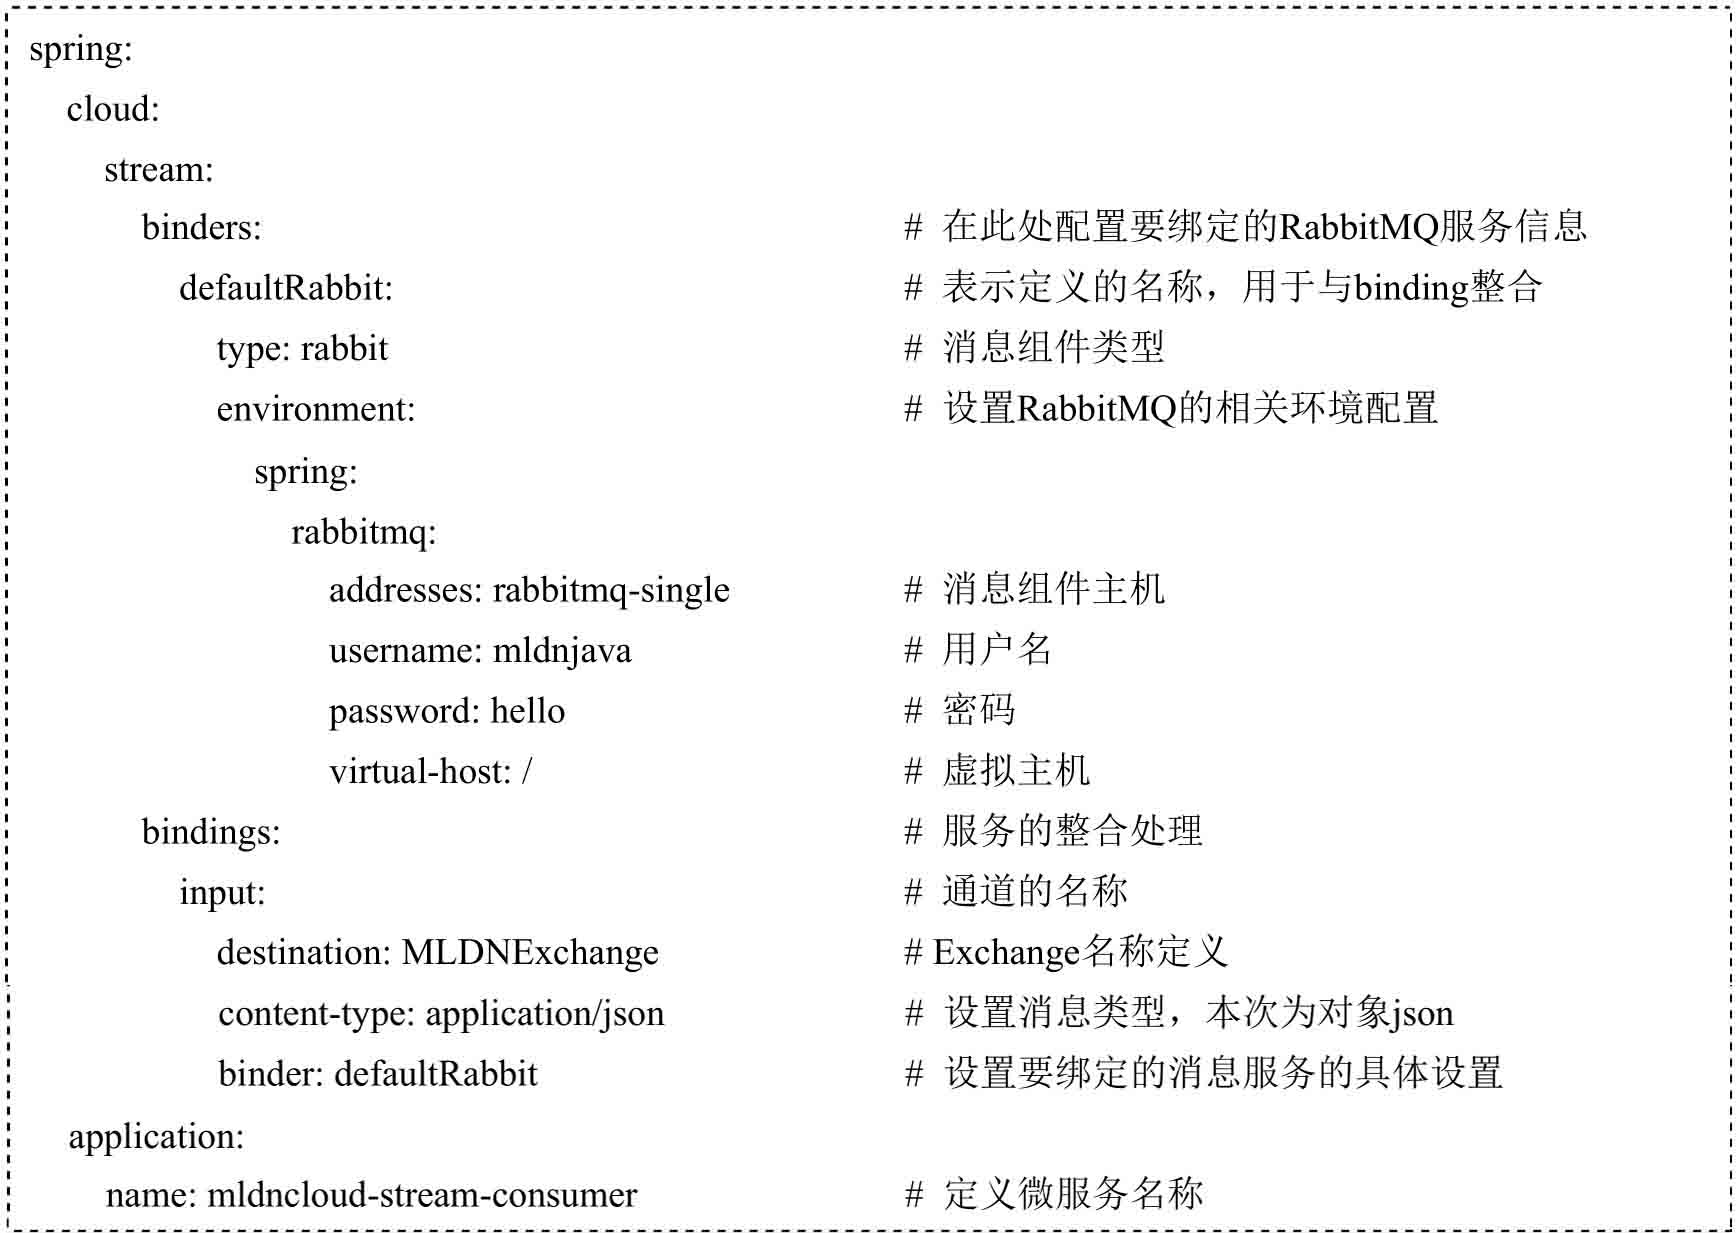 spring:
cloud:
stream:
binders: # 在此处配置要绑定的RabbitMQ服务信息
defaultRabbit: # 表示定义的名称，用于与binding整合
type: rabbit # 消息组件类型
environment: # 设置RabbitMQ的相关环境配置
spring:
rabbitmq:
addresses: rabbitmq-single # 消息组件主机
username: mldnjava # 用户名
password: hello # 密码
virtual-host: / # 虚拟主机
bindings: # 服务的整合处理
input: # 通道的名称
destination: MLDNExchange # Exchange名称定义
content-type: application/json # 设置消息类型，本次为对象json
binder: defaultRabbit # 设置要绑定的消息服务的具体设置
application:
name: mldncloud-stream-consumer # 定义微服务名称